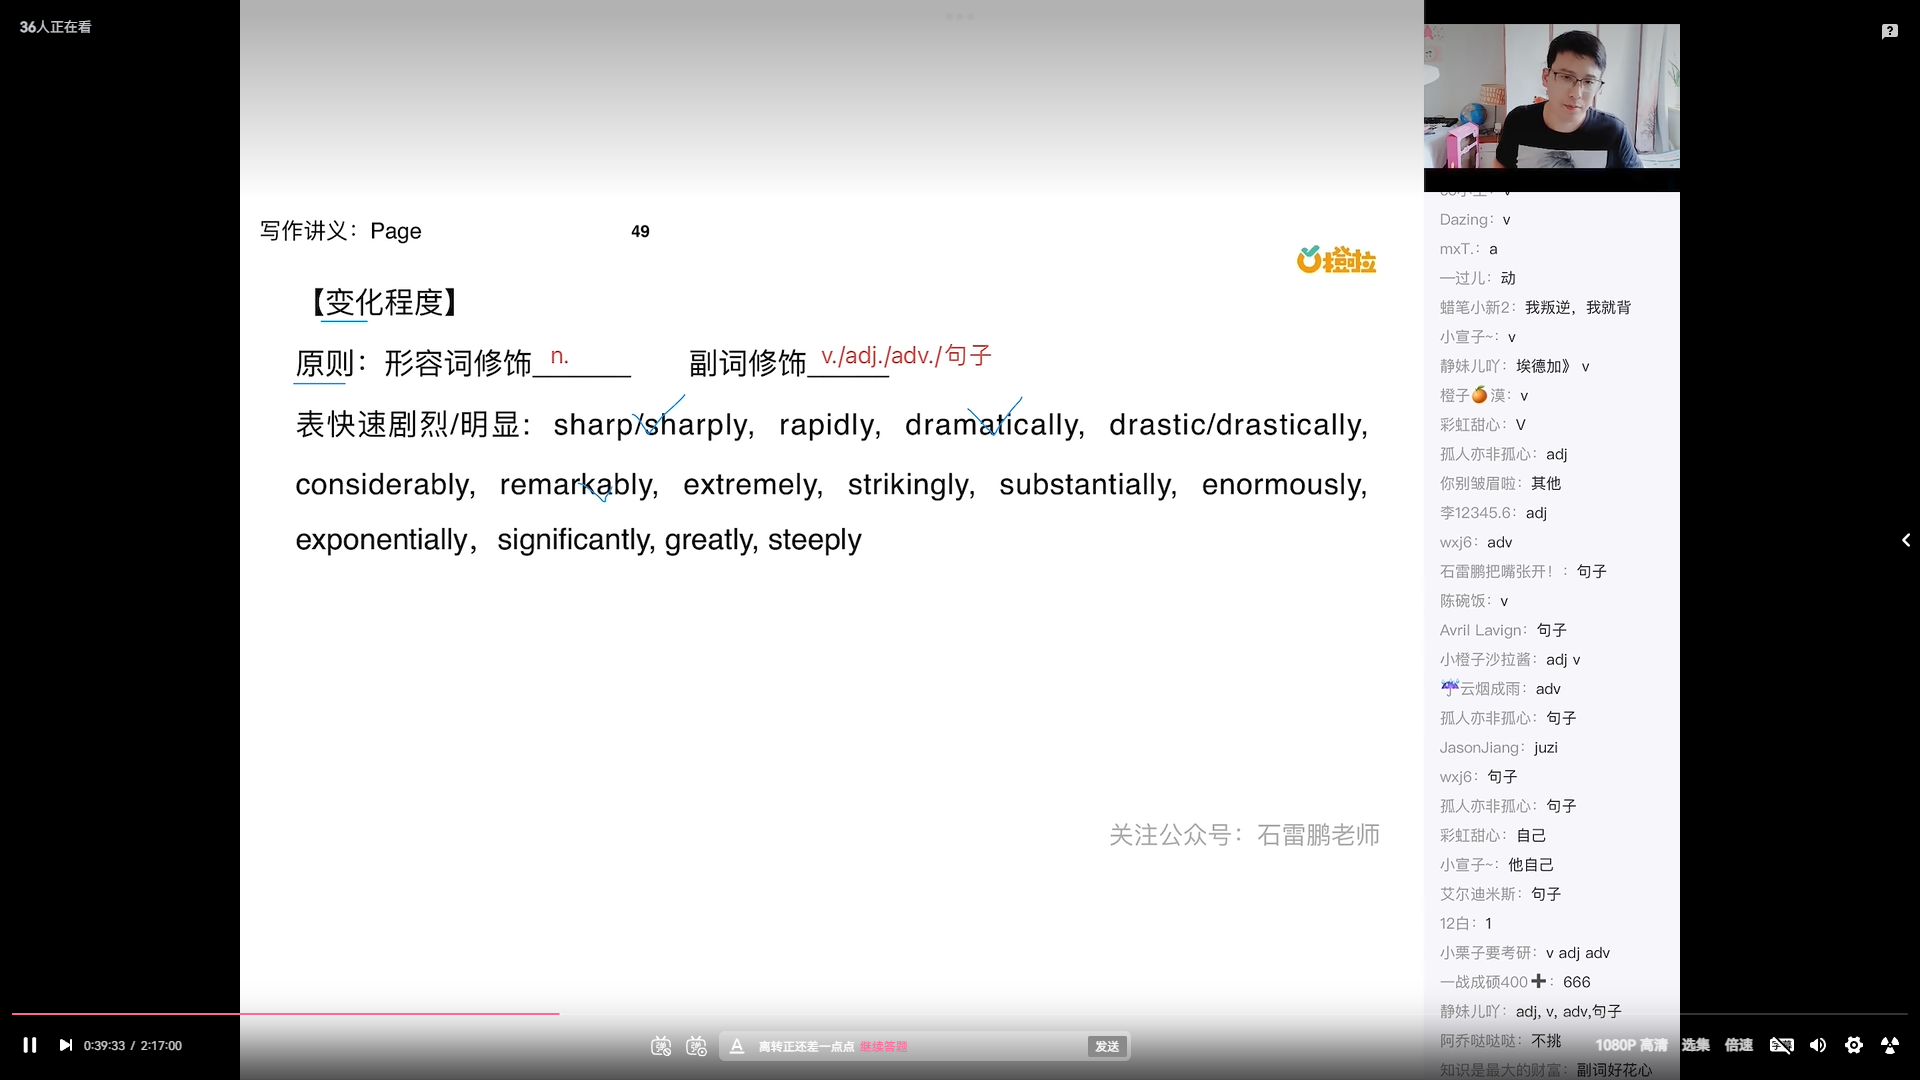 36人正在看
写作讲义：Page 49
橙啦
【变化程度】
原则：形容词修饰 n. 副词修饰 v./adj./adv./句子
表快速剧烈/明显： sharp/sharply, rapidly, dramatically, drastic/drastically,
considerably, remarkably, extremely, strikingly, substantially, enormously,
exponentially, significantly, greatly, steeply
关注公众号：石雷鹏老师
Dazing： v
mxT.： a
一过儿： 动
蜡笔小新2： 我叛逆，我就背
小宣子~： v
静妹儿吖： 埃德加》 v
橙子🍊漠： v
彩虹甜心： V
孤人亦非孤心： adj
你别皱眉啦： 其他
李12345.6： adj
wxj6： adv
石雷鹏把嘴张开！： 句子
陈碗饭： v
Avril Lavign： 句子
小橙子沙拉酱： adj v
☔云烟成雨： adv
孤人亦非孤心： 句子
JasonJiang： juzi
wxj6： 句子
孤人亦非孤心： 句子
彩虹甜心： 自己
小宣子~： 他自己
艾尔迪米斯： 句子
12白： 1
小栗子要考研： v adj adv
一战成硕400➕： 666
静妹儿吖： adj, v, adv,句子
阿乔哒哒哒： 不挑
知识是最大的财富： 副词好花心
0:39:33 / 2:17:00
离转正还差一点点 继续答题
发送
1080P 高清 选集 倍速